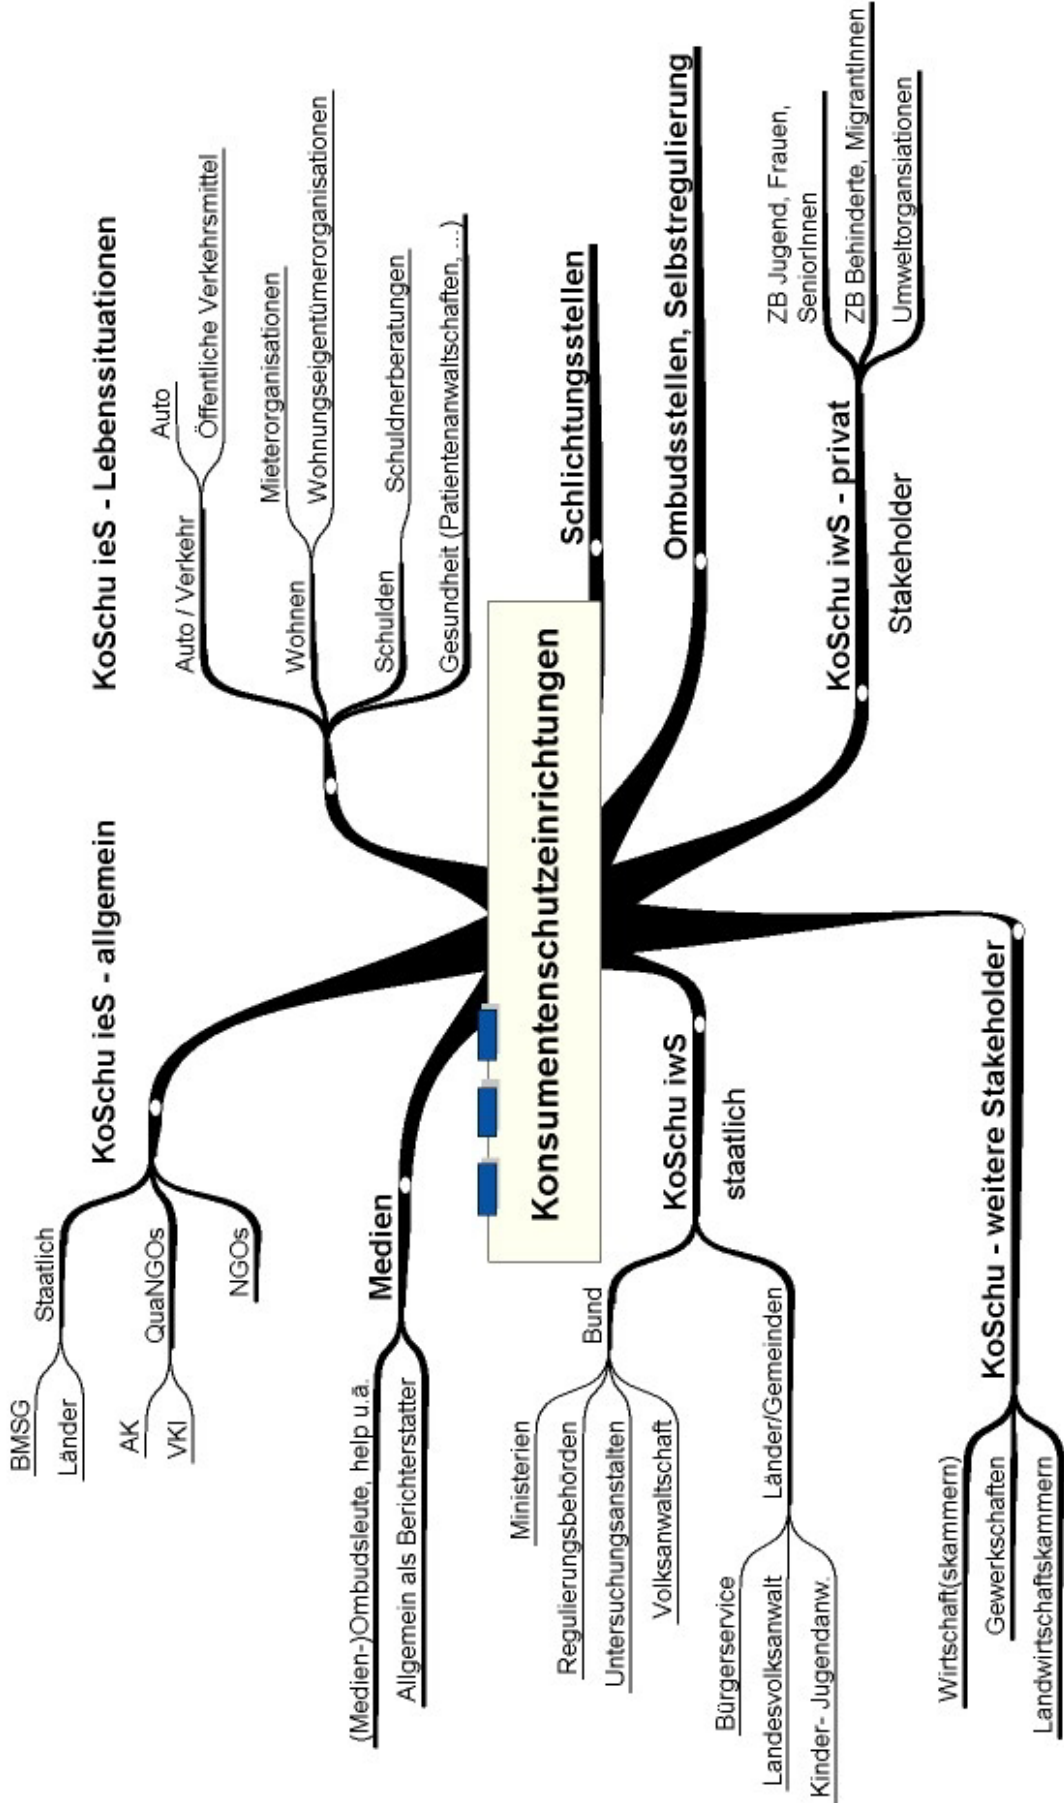 KoSchu ieS - allgemein
Staatlich
BMSG
Länder
QuaNGOs
AK
VKI
NGOs
KoSchu ieS - Lebenssituationen
Auto / Verkehr
Auto
Öffentliche Verkehrsmittel
Wohnen
Mieterorganisationen
Wohnungseigentümerorganisationen
Schulden
Schuldnerberatungen
Gesundheit (Patientenanwaltschaften, ...)
Medien
(Medien-)Ombudsleute, help u.ä.
Allgemein als Berichterstatter
Konsumentenschutzeinrichtungen
Schlichtungsstellen
Ombudsstellen, Selbstregulierung
KoSchu iwS
staatlich
Bund
Ministerien
Regulierungsbehörden
Untersuchungsanstalten
Volksanwaltschaft
Länder/Gemeinden
Bürgerservice
Landesvolksanwalt
Kinder- Jugendanw.
KoSchu iwS - privat
Stakeholder
ZB Jugend, Frauen,
SeniorInnen
ZB Behinderte, MigrantInnen
Umweltorgansiationen
KoSchu - weitere Stakeholder
Wirtschaft(skammern)
Gewerkschaften
Landwirtschaftskammern